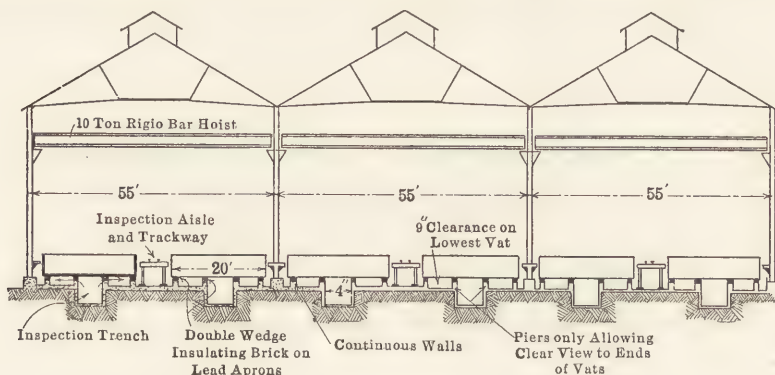 10 Ton Rigio Bar Hoist
55′
55′
55′
Inspection Aisle
and Trackway
9″ Clearance on
Lowest Vat
20′
4″
Inspection Trench
Double Wedge
Insulating Brick on
Lead Aprons
Continuous Walls
Piers only Allowing
Clear View to Ends
of Vats